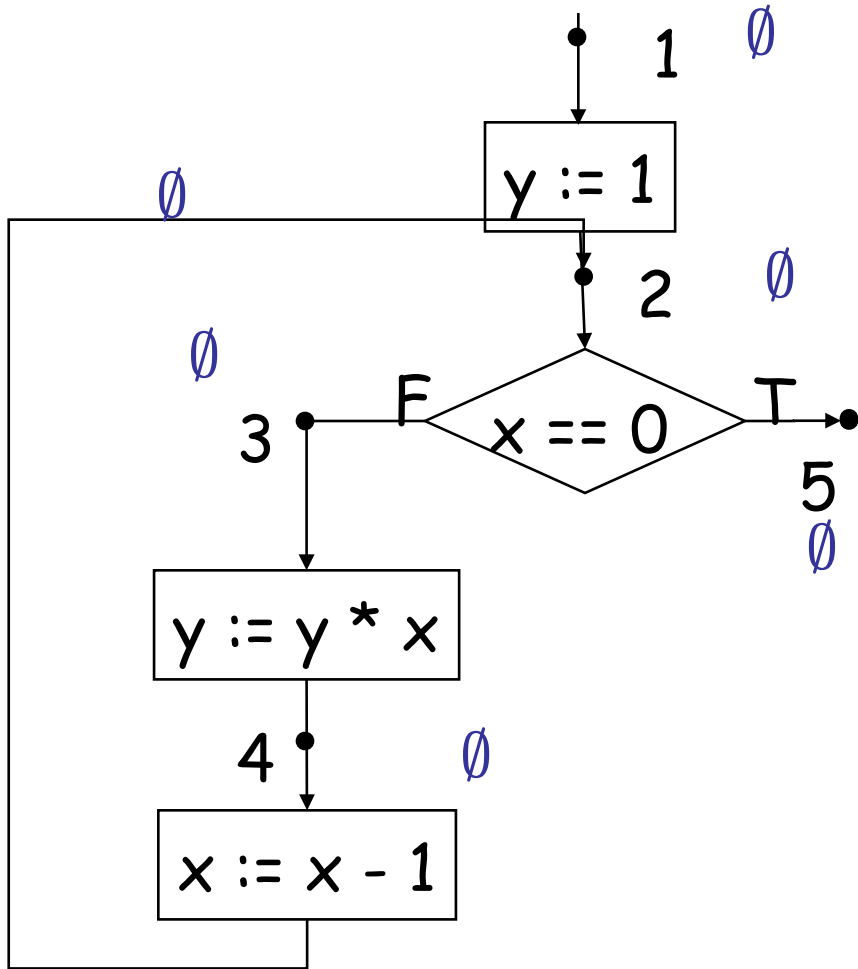 1 ∅
y := 1
∅
2 ∅
∅
F T
x == 0
3
5
∅
y := y * x
4 ∅
x := x - 1